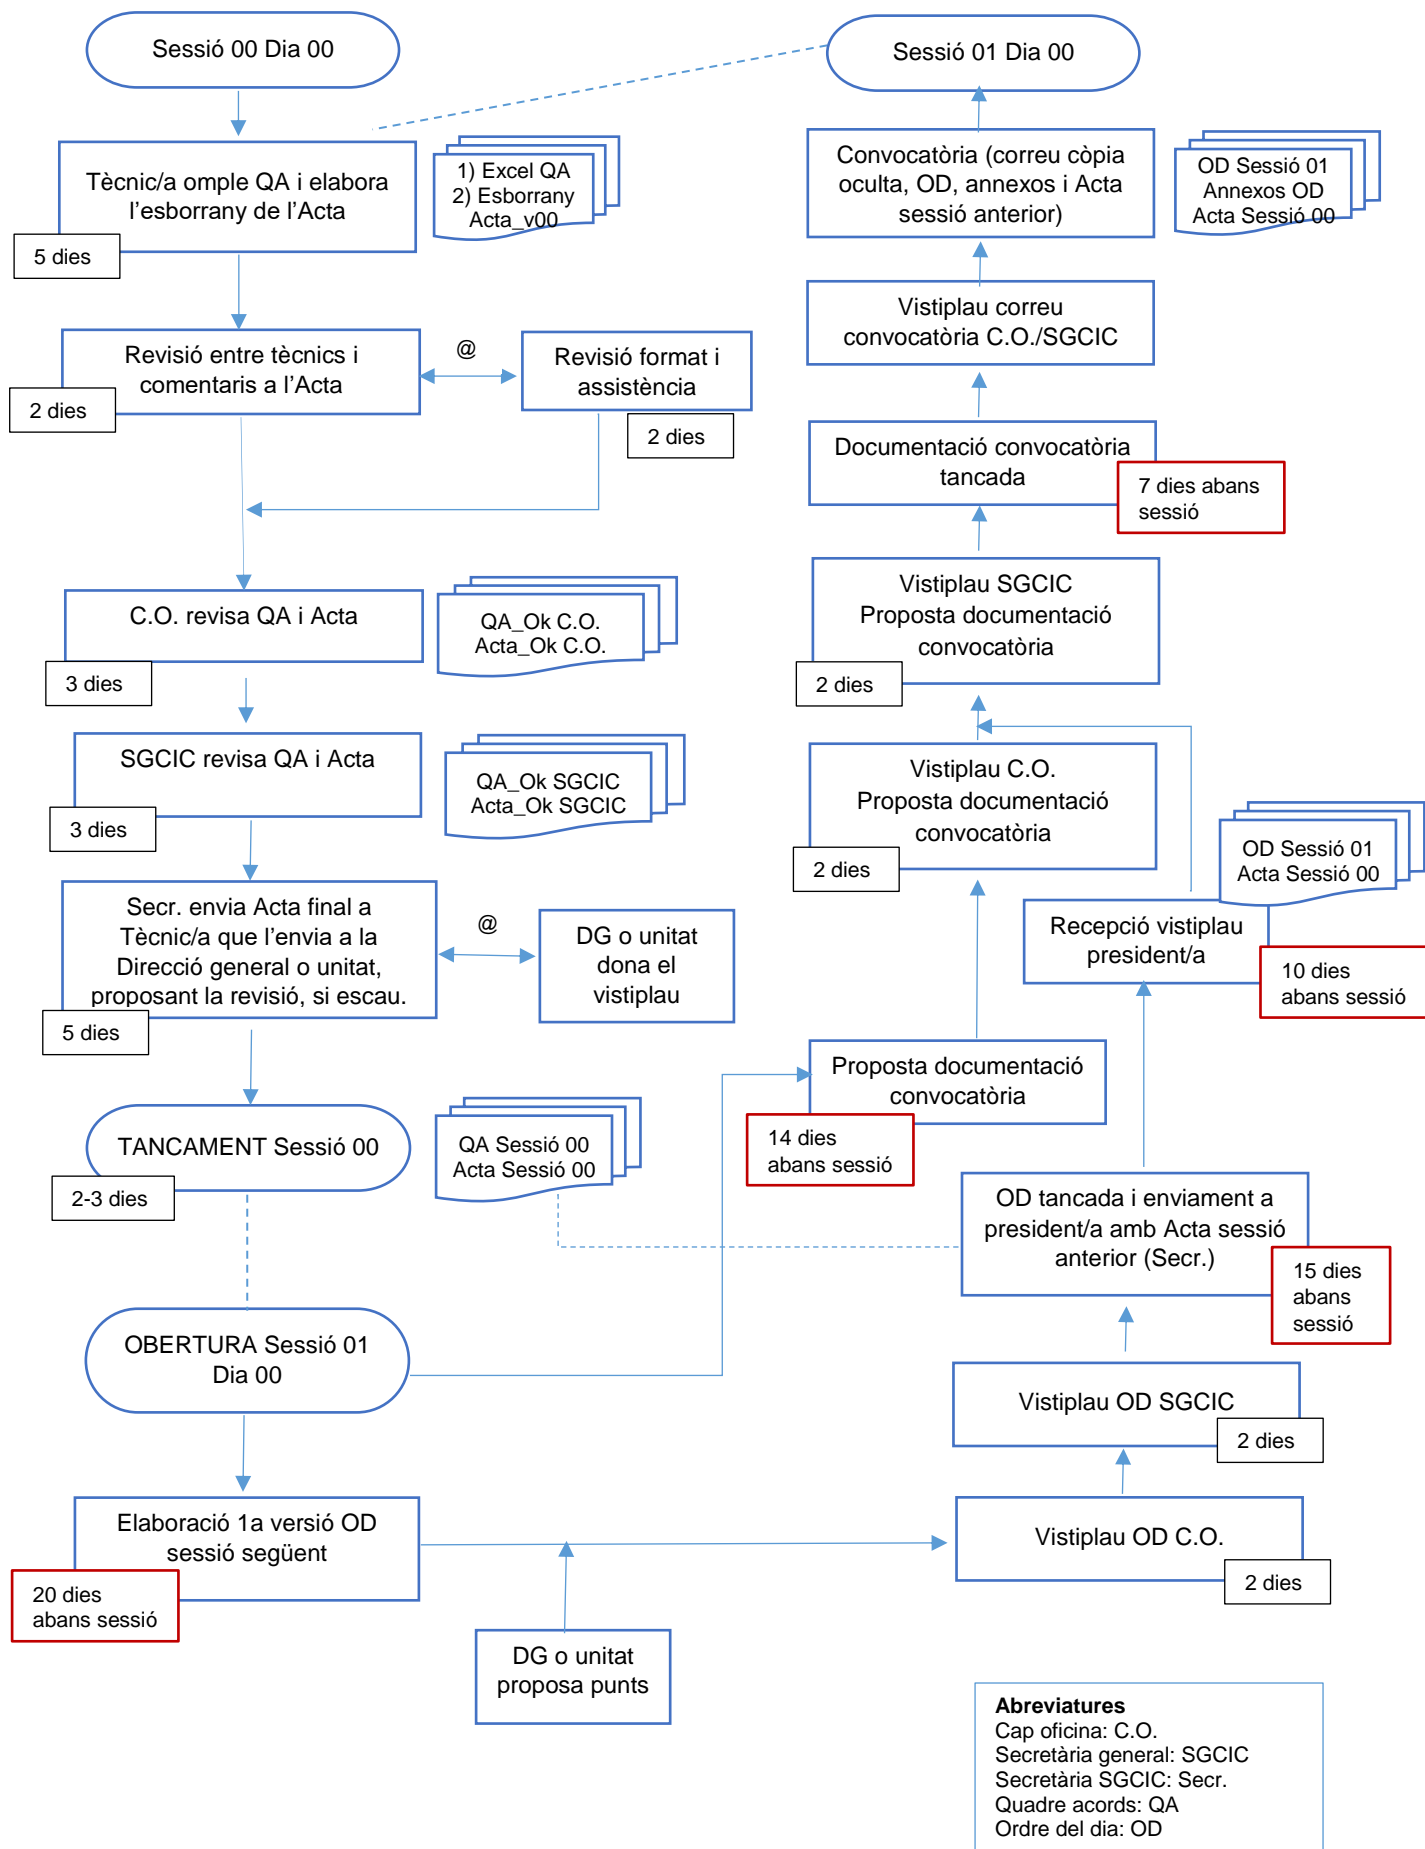 Sessió 00 Dia 00
Tècnic/a omple QA i elabora
l'esborrany de l'Acta
5 dies
1) Excel QA
2) Esborrany
Acta_v00
Revisió entre tècnics i
comentaris a l'Acta
2 dies
@
Revisió format i
assistència
2 dies
C.O. revisa QA i Acta
3 dies
QA_Ok C.O.
Acta_Ok C.O.
SGCIC revisa QA i Acta
3 dies
QA_Ok SGCIC
Acta_Ok SGCIC
Secr. envia Acta final a
Tècnic/a que l'envia a la
Direcció general o unitat,
proposant la revisió, si escau.
5 dies
@
DG o unitat
dona el
vistiplau
TANCAMENT Sessió 00
2-3 dies
QA Sessió 00
Acta Sessió 00
OBERTURA Sessió 01
Dia 00
Elaboració 1a versió OD
sessió següent
20 dies
abans sessió
DG o unitat
proposa punts
Sessió 01 Dia 00
Convocatòria (correu còpia
oculta, OD, annexos i Acta
sessió anterior)
OD Sessió 01
Annexos OD
Acta Sessió 00
Vistiplau correu
convocatòria C.O./SGCIC
Documentació convocatòria
tancada
7 dies abans
sessió
Vistiplau SGCIC
Proposta documentació
convocatòria
2 dies
Vistiplau C.O.
Proposta documentació
convocatòria
2 dies
OD Sessió 01
Acta Sessió 00
Recepció vistiplau
president/a
10 dies
abans sessió
Proposta documentació
convocatòria
14 dies
abans sessió
OD tancada i enviament a
president/a amb Acta sessió
anterior (Secr.)
15 dies
abans
sessió
Vistiplau OD SGCIC
2 dies
Vistiplau OD C.O.
2 dies
Abreviatures
Cap oficina: C.O.
Secretària general: SGCIC
Secretària SGCIC: Secr.
Quadre acords: QA
Ordre del dia: OD